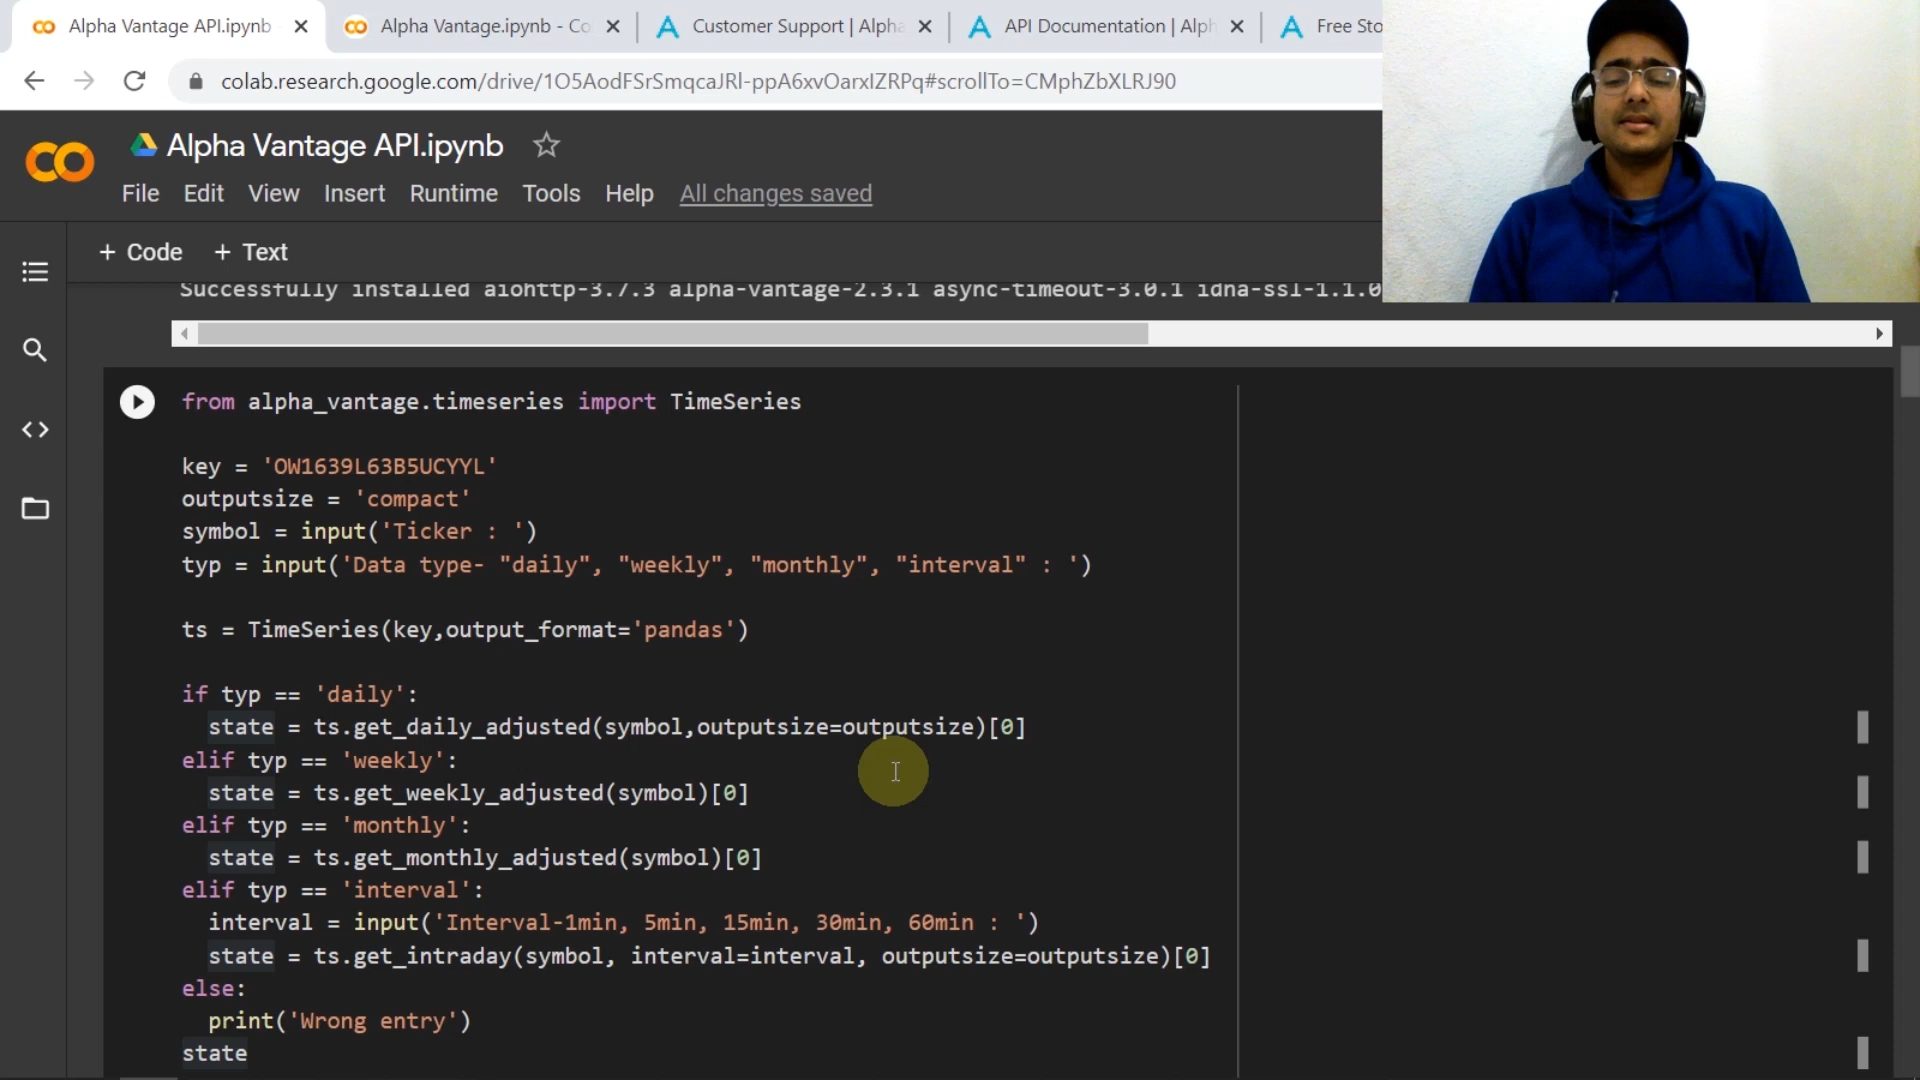 Alpha Vantage API.ipynb
Alpha Vantage.ipynb - Co
Customer Support | Alpha
API Documentation | Alph
Free Sto
colab.research.google.com/drive/1O5AodFSrSmqcaJRl-ppA6xvOarxIZRPq#scrollTo=CMphZbXLRJ90
Alpha Vantage API.ipynb
File Edit View Insert Runtime Tools Help All changes saved
+ Code + Text
Successfully installed aiohttp-3.7.3 alpha-vantage-2.3.1 async-timeout-3.0.1 idna-ssl-1.1.0
from alpha_vantage.timeseries import TimeSeries
key = 'OW1639L63B5UCYYL'
outputsize = 'compact'
symbol = input('Ticker : ')
typ = input('Data type- "daily", "weekly", "monthly", "interval" : ')
ts = TimeSeries(key,output_format='pandas')
if typ == 'daily':
state = ts.get_daily_adjusted(symbol,outputsize=outputsize)[0]
elif typ == 'weekly':
state = ts.get_weekly_adjusted(symbol)[0]
elif typ == 'monthly':
state = ts.get_monthly_adjusted(symbol)[0]
elif typ == 'interval':
interval = input('Interval-1min, 5min, 15min, 30min, 60min : ')
state = ts.get_intraday(symbol, interval=interval, outputsize=outputsize)[0]
else:
print('Wrong entry')
state